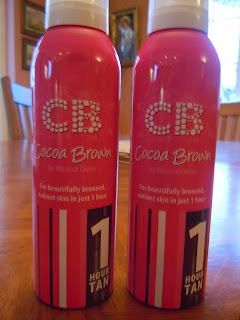 CB
Cocoa Brown
by Marissa Carter
For beautifully bronzed,
radiant skin in just 1 hour
1
HOUR
TAN
CB
Cocoa Brown
by Marissa Carter
For beautifully bronzed,
radiant skin in just 1 hour
1
HOUR
TAN